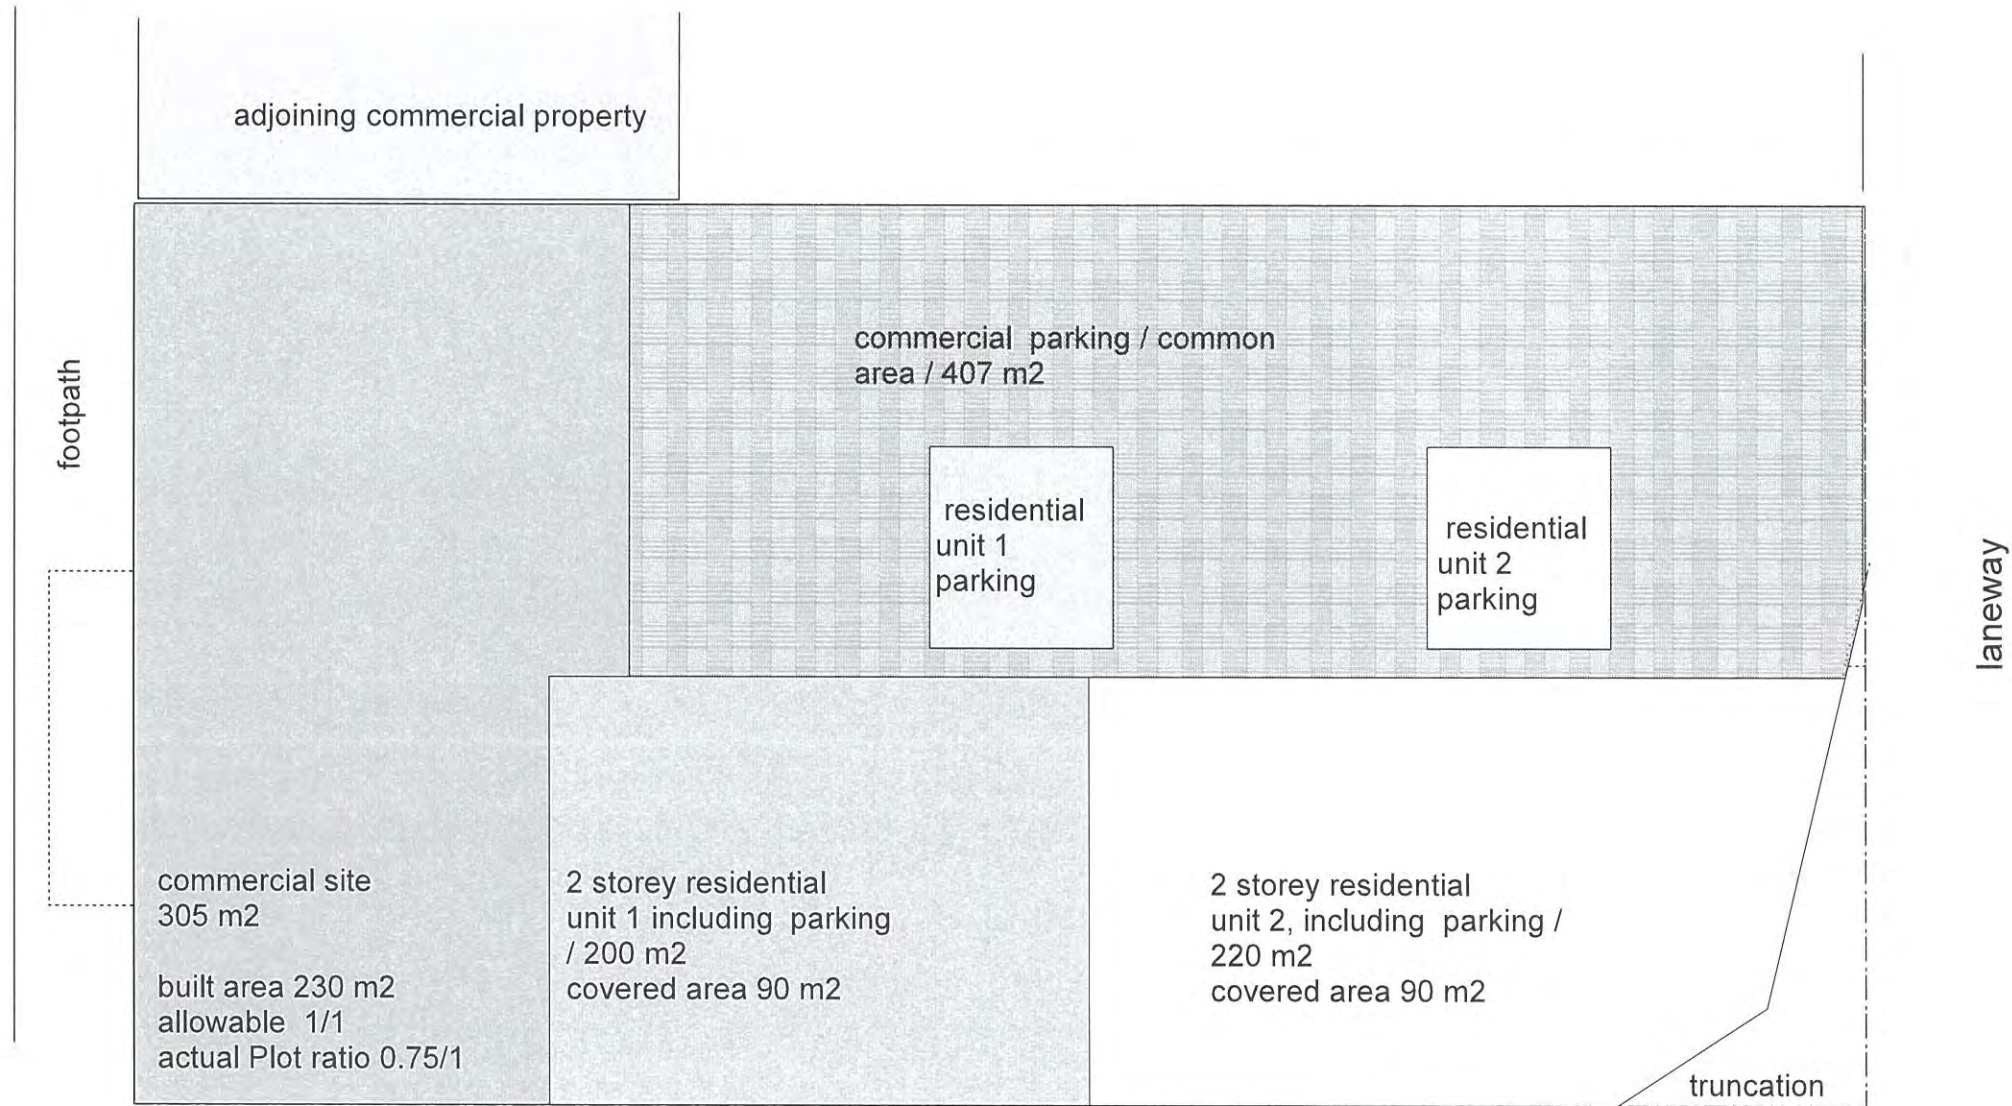 adjoining commercial property
footpath
commercial parking / common
area / 407 m2
residential
unit 1
parking
residential
unit 2
parking
laneway
commercial site
305 m2
built area 230 m2
allowable 1/1
actual Plot ratio 0.75/1
2 storey residential
unit 1 including parking
/ 200 m2
covered area 90 m2
2 storey residential
unit 2, including parking /
220 m2
covered area 90 m2
truncation